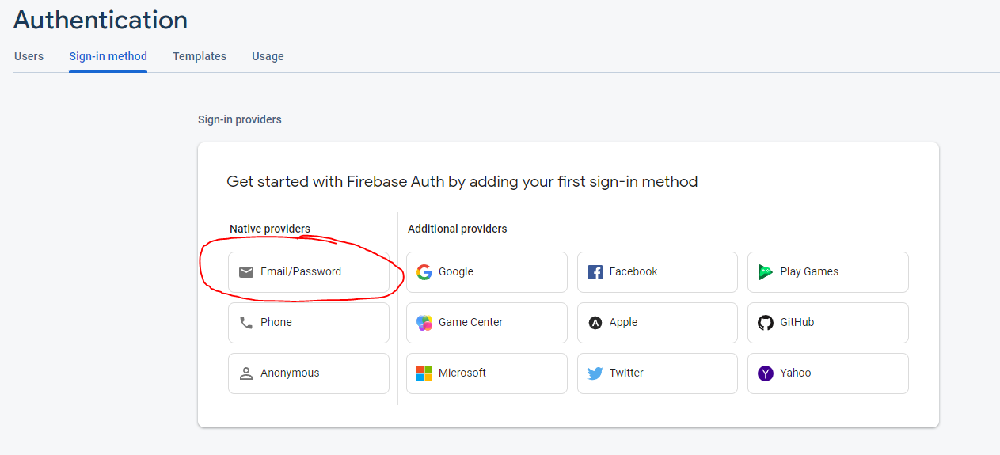 Authentication
Users Sign-in method Templates Usage
Sign-in providers
Get started with Firebase Auth by adding your first sign-in method
Native providers Additional providers
Email/Password Google Facebook Play Games
Phone Game Center Apple GitHub
Anonymous Microsoft Twitter Yahoo